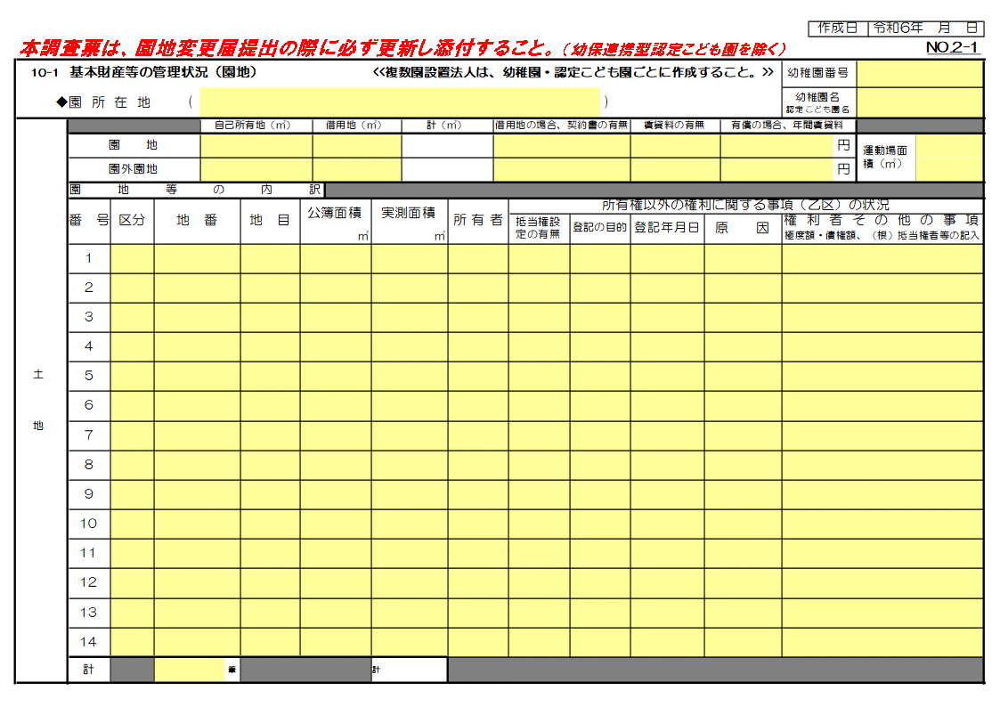 作成日 令和6年 月 日
本調査票は、園地変更届提出の際に必ず更新し添付すること。(幼保連携型認定こども園を除く) NO.2-1
10-1 基本財産等の管理状況（園地） ≪複数園設置法人は、幼稚園・認定こども園ごとに作成すること。≫ 幼稚園番号
◆園所在地 （ ） 幼稚園名
認定こども園名
自己所有地（㎡） 借用地（㎡） 計（㎡） 借用地の場合、契約書の有無 賃貸料の有無 有償の場合、年間賃貸料
園 地 円 運動場面積（㎡）
園外園地 円
園地等の内訳
所有権以外の権利に関する事項（乙区）の状況
番号 区分 地番 地目 公簿面積 ㎡ 実測面積 ㎡ 所有者 抵当権設定の有無 登記の目的 登記年月日 原因 権利者その他の事項
極度額・債権額、（根）抵当権者等の記入
1
2
3
4
土 5
6
地 7
8
9
10
11
12
13
14
計 筆 計